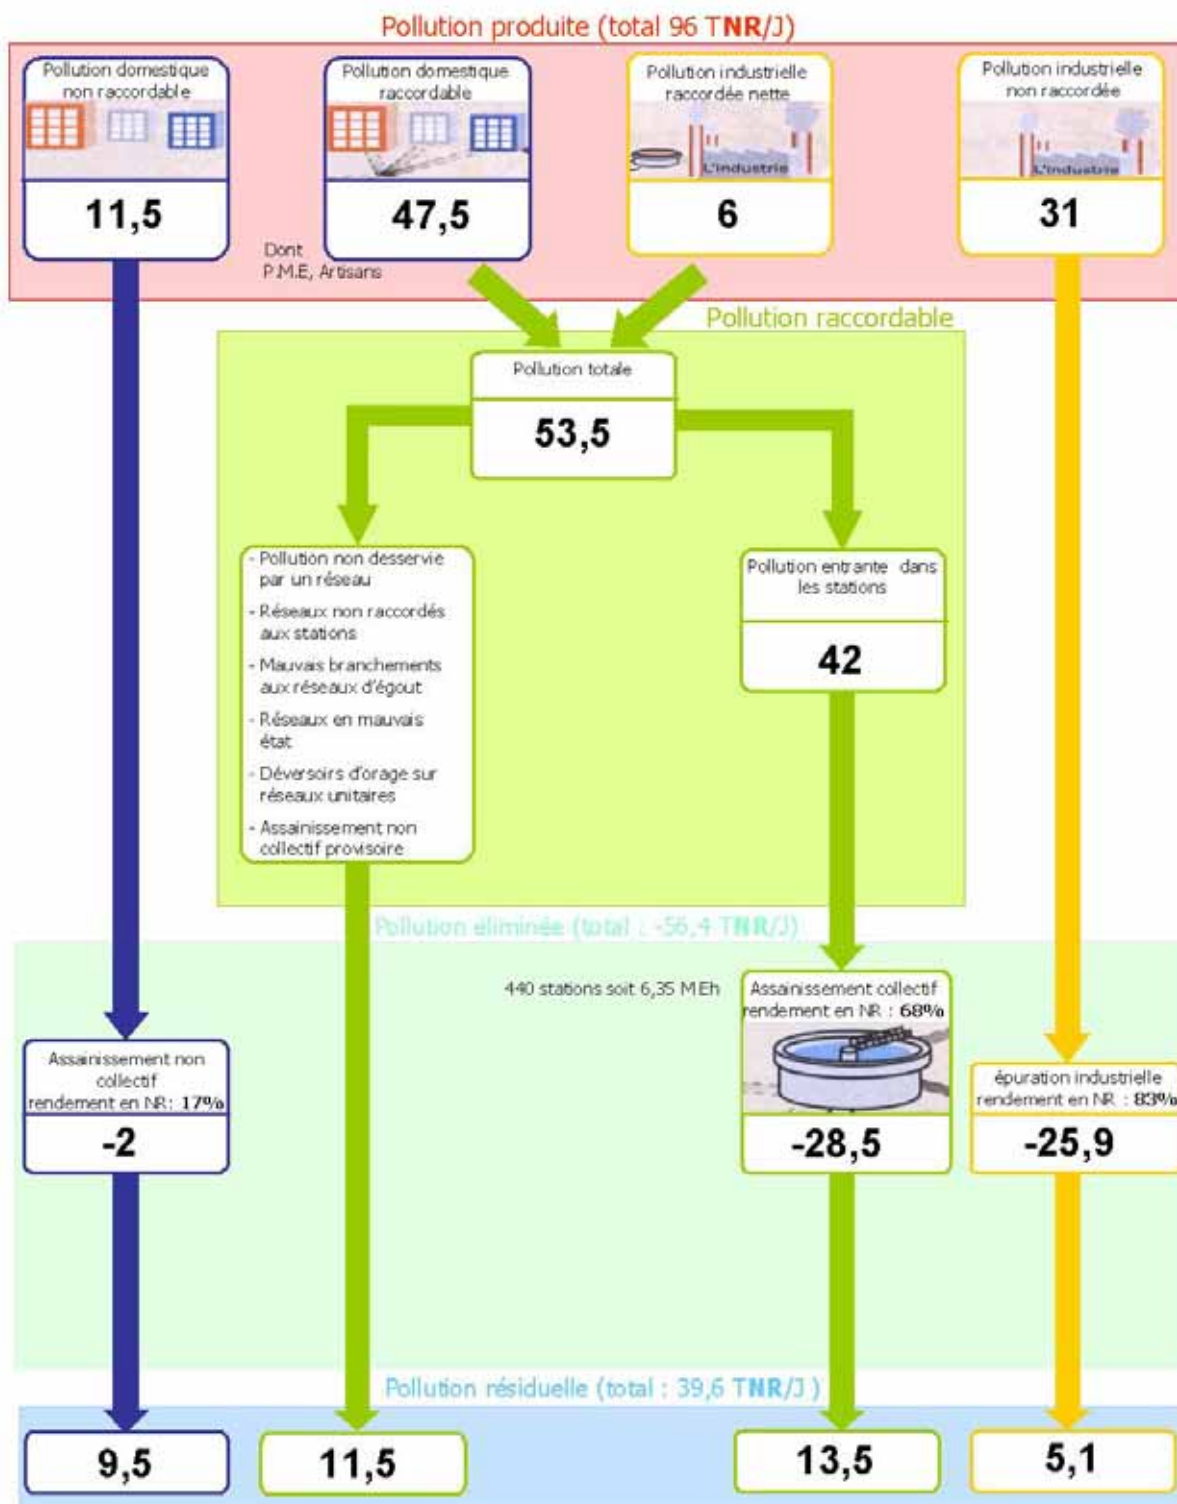 Pollution produite (total 96 TNR/J)
Pollution domestique
non raccordable
11,5
Pollution domestique
raccordable
47,5
Dont
P.M.E, Artisans
Pollution industrielle
raccordée nette
L'industrie
6
Pollution industrielle
non raccordée
L'industrie
31
Pollution raccordable
Pollution totale
53,5
- Pollution non desservie
par un réseau
- Réseaux non raccordés
aux stations
- Mauvais branchements
aux réseaux d'égout
- Réseaux en mauvais
état
- Déversoirs d'orage sur
réseaux unitaires
- Assainissement non
collectif provisoire
Pollution entrante dans
les stations
42
Pollution éliminée (total : -56,4 TNR/J)
Assainissement non
collectif
rendement en NR: 17%
-2
440 stations soit 6,35 MEh
Assainissement collectif
rendement en NR : 68%
-28,5
épuration industrielle
rendement en NR : 83%
-25,9
Pollution résiduelle (total : 39,6 TNR/J )
9,5
11,5
13,5
5,1